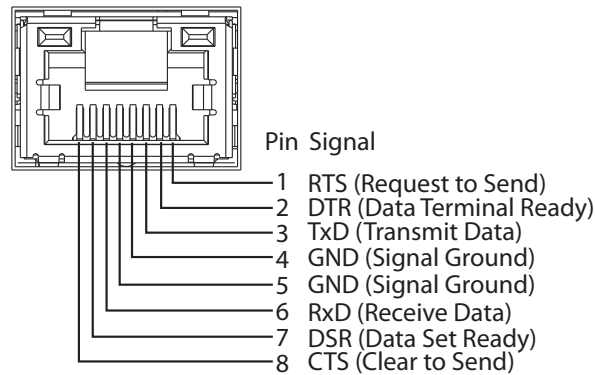 Pin Signal
1 RTS (Request to Send)
2 DTR (Data Terminal Ready)
3 TxD (Transmit Data)
4 GND (Signal Ground)
5 GND (Signal Ground)
6 RxD (Receive Data)
7 DSR (Data Set Ready)
8 CTS (Clear to Send)